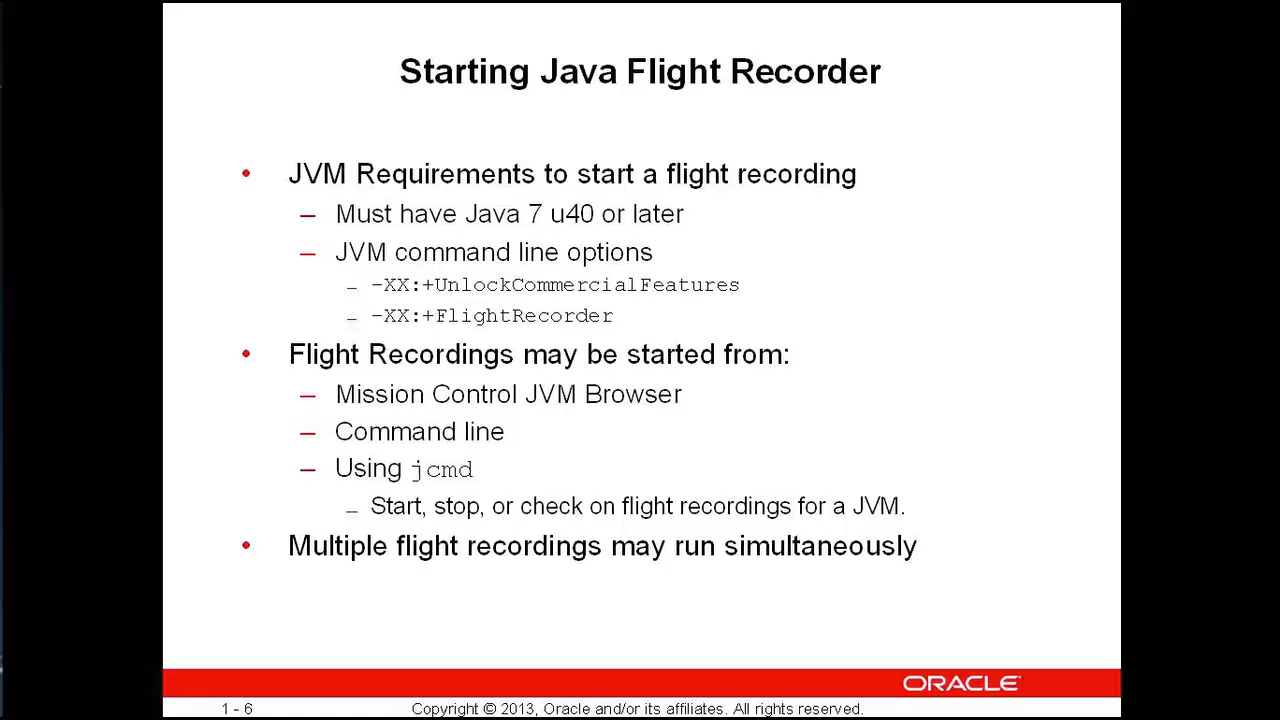 Starting Java Flight Recorder
• JVM Requirements to start a flight recording
– Must have Java 7 u40 or later
– JVM command line options
– -XX:+UnlockCommercialFeatures
– -XX:+FlightRecorder
• Flight Recordings may be started from:
– Mission Control JVM Browser
– Command line
– Using jcmd
– Start, stop, or check on flight recordings for a JVM.
• Multiple flight recordings may run simultaneously
ORACLE
1 - 6 Copyright © 2013, Oracle and/or its affiliates. All rights reserved.